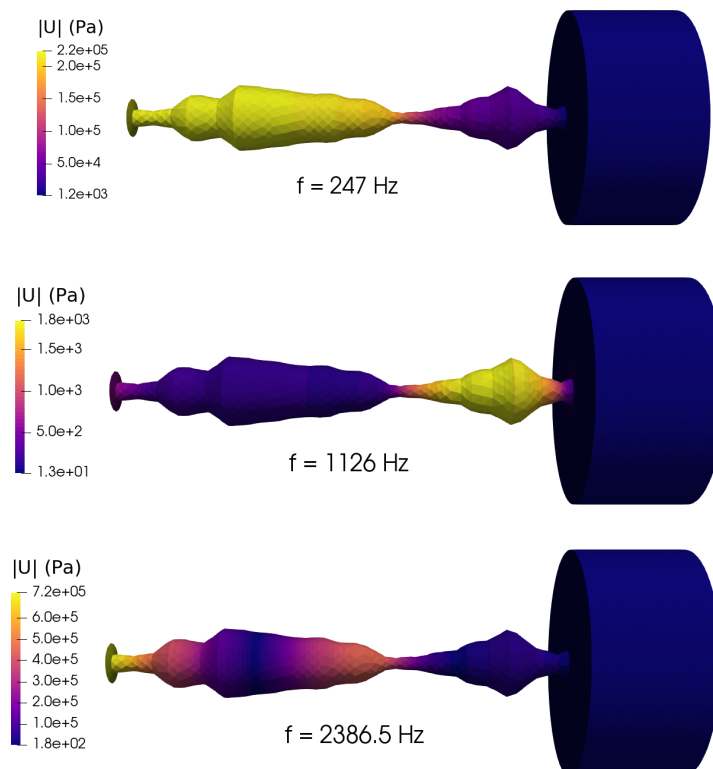 |U| (Pa)
2.2e+05
2.0e+5
1.5e+5
1.0e+5
5.0e+4
1.2e+03
f = 247 Hz
|U| (Pa)
1.8e+03
1.5e+3
1.0e+3
5.0e+2
1.3e+01
f = 1126 Hz
|U| (Pa)
7.2e+05
6.0e+5
5.0e+5
4.0e+5
3.0e+5
2.0e+5
1.0e+5
1.8e+02
f = 2386.5 Hz